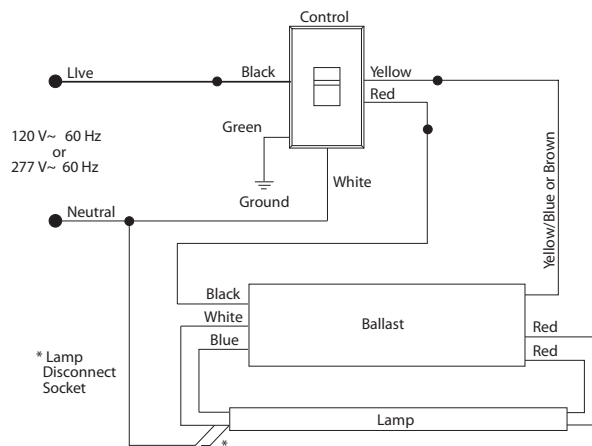 Control
LIve
Black
Yellow
Red
Green
120 V~ 60 Hz
or
277 V~ 60 Hz
White
Ground
Neutral
Yellow/Blue or Brown
Black
White
Blue
Ballast
Red
Red
* Lamp
Disconnect
Socket
Lamp
*